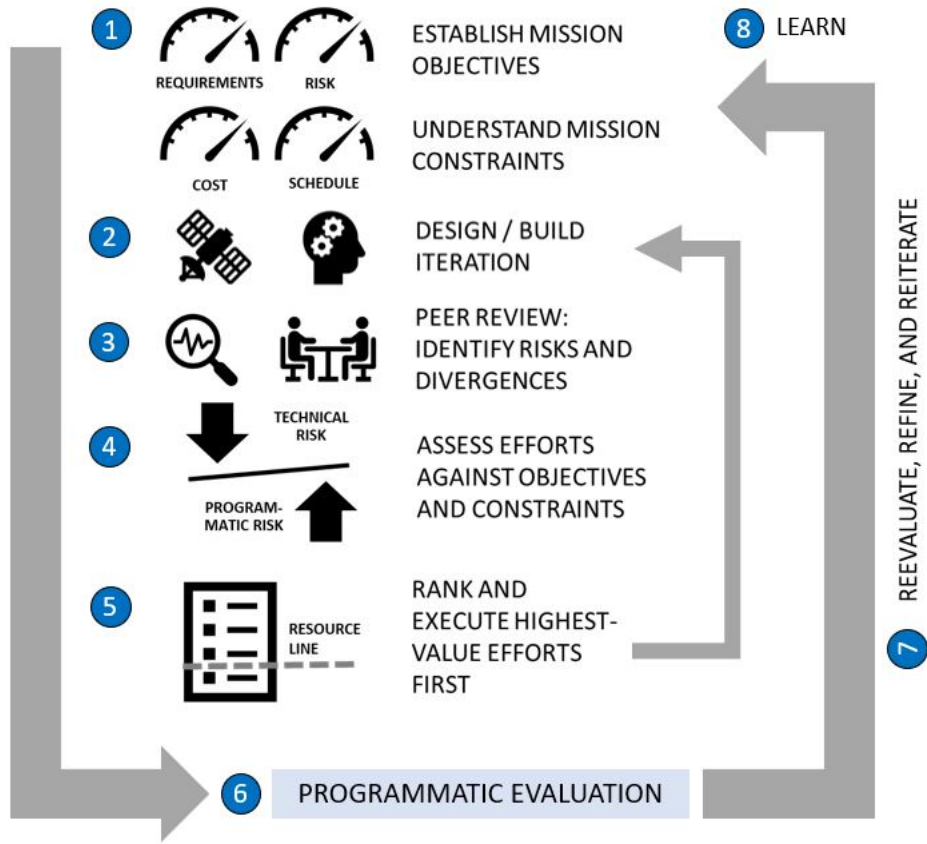 1
REQUIREMENTS
RISK
ESTABLISH MISSION
OBJECTIVES
COST
SCHEDULE
UNDERSTAND MISSION
CONSTRAINTS
2
DESIGN / BUILD
ITERATION
3
PEER REVIEW:
IDENTIFY RISKS AND
DIVERGENCES
4
TECHNICAL
RISK
PROGRAM-
MATIC RISK
ASSESS EFFORTS
AGAINST OBJECTIVES
AND CONSTRAINTS
5
RESOURCE
LINE
RANK AND
EXECUTE HIGHEST-
VALUE EFFORTS
FIRST
6
PROGRAMMATIC EVALUATION
7
REEVALUATE, REFINE, AND REITERATE
8
LEARN